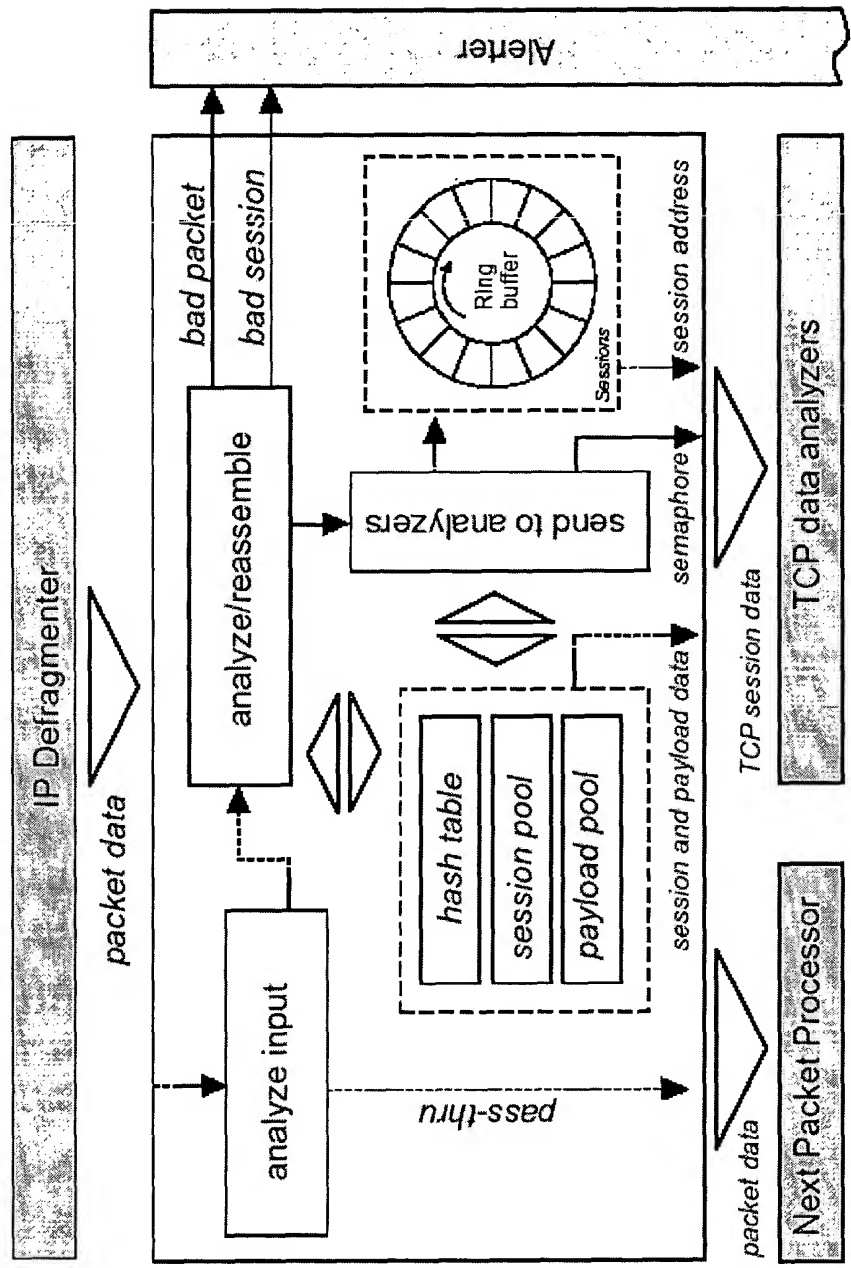 IP Defragmenter
packet data
analyze input
pass-thru
analyze/reassemble
bad packet
bad session
Alerter
hash table
session pool
payload pool
send to analyzers
Ring
buffer
Sessions
session and payload data
semaphore
session address
packet data
TCP session data
Next Packet Processor
TCP data analyzers